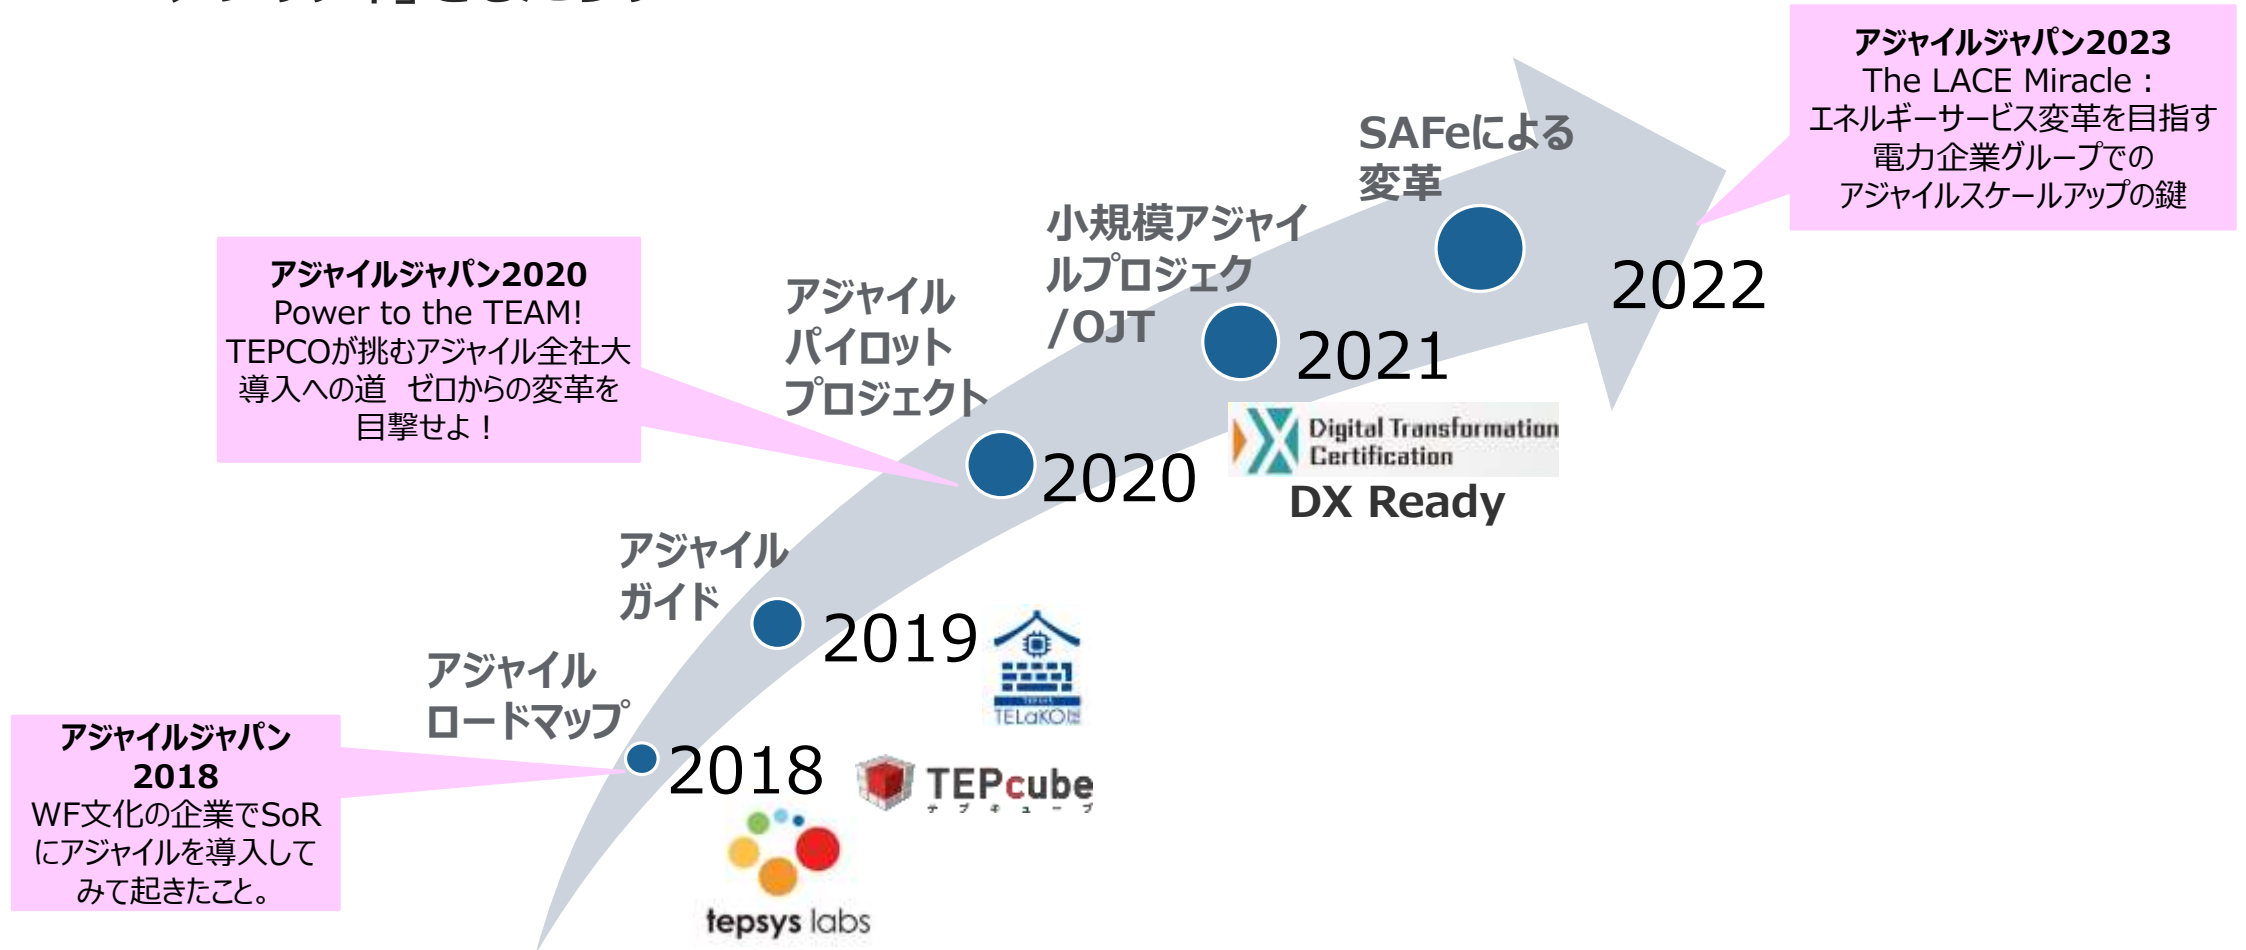 アジャイルジャパン2023
The LACE Miracle：
エネルギーサービス変革を目指す
電力企業グループでの
アジャイルスケールアップの鍵
SAFeによる
変革
2022
小規模アジャイ
ルプロジェク
/OJT
2021
Digital Transformation
Certification
DX Ready
アジャイルジャパン2020
Power to the TEAM!
TEPCOが挑むアジャイル全社大
導入への道　ゼロからの変革を
目撃せよ！
アジャイル
パイロット
プロジェクト
2020
アジャイル
ガイド
2019
TELaKO
アジャイル
ロードマップ
2018
TEPcube
テプキューブ
tepsys labs
アジャイルジャパン
2018
WF文化の企業でSoR
にアジャイルを導入して
みて起きたこと。